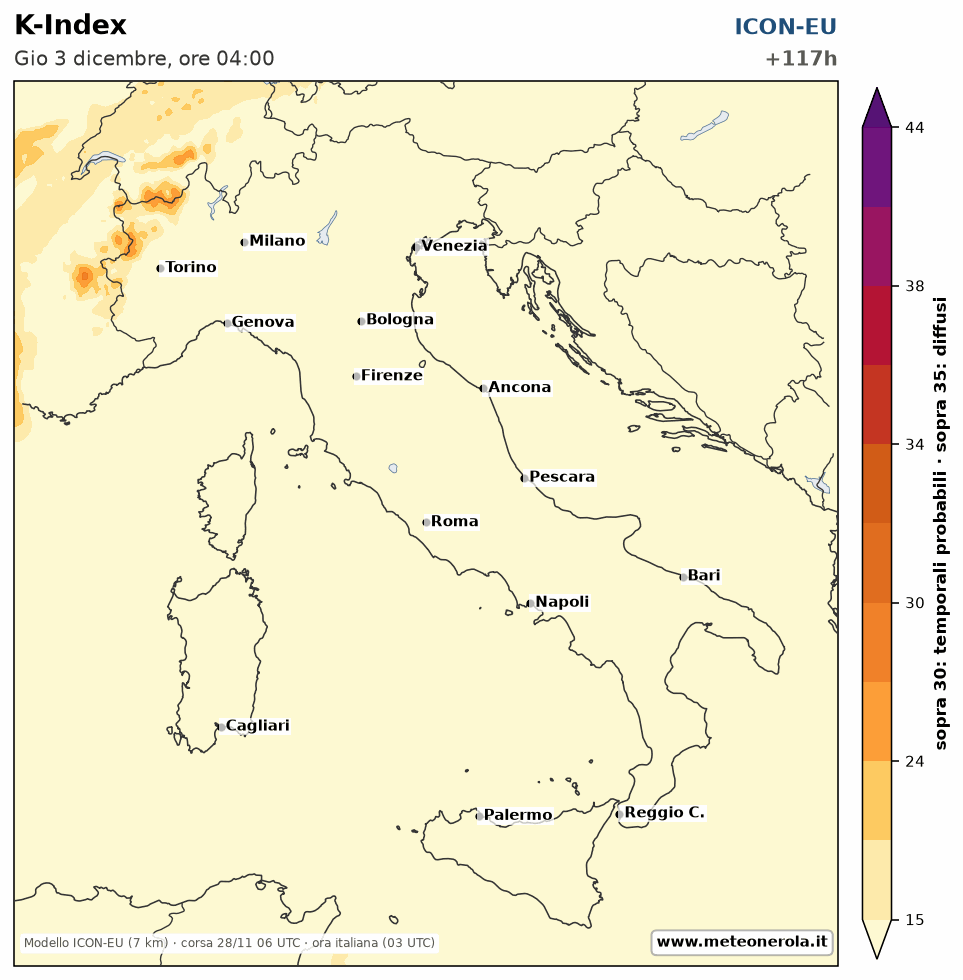 K-Index
ICON-EU
Gio 3 dicembre, ore 04:00
+117h
44
38
34
30
24
15
sopra 30: temporali probabili · sopra 35: diffusi
Milano
Venezia
Torino
Genova
Bologna
Firenze
Ancona
Pescara
Roma
Bari
Napoli
Cagliari
Palermo
Reggio C.
Modello ICON-EU (7 km) · corsa 28/11 06 UTC · ora italiana (03 UTC)
www.meteonerola.it